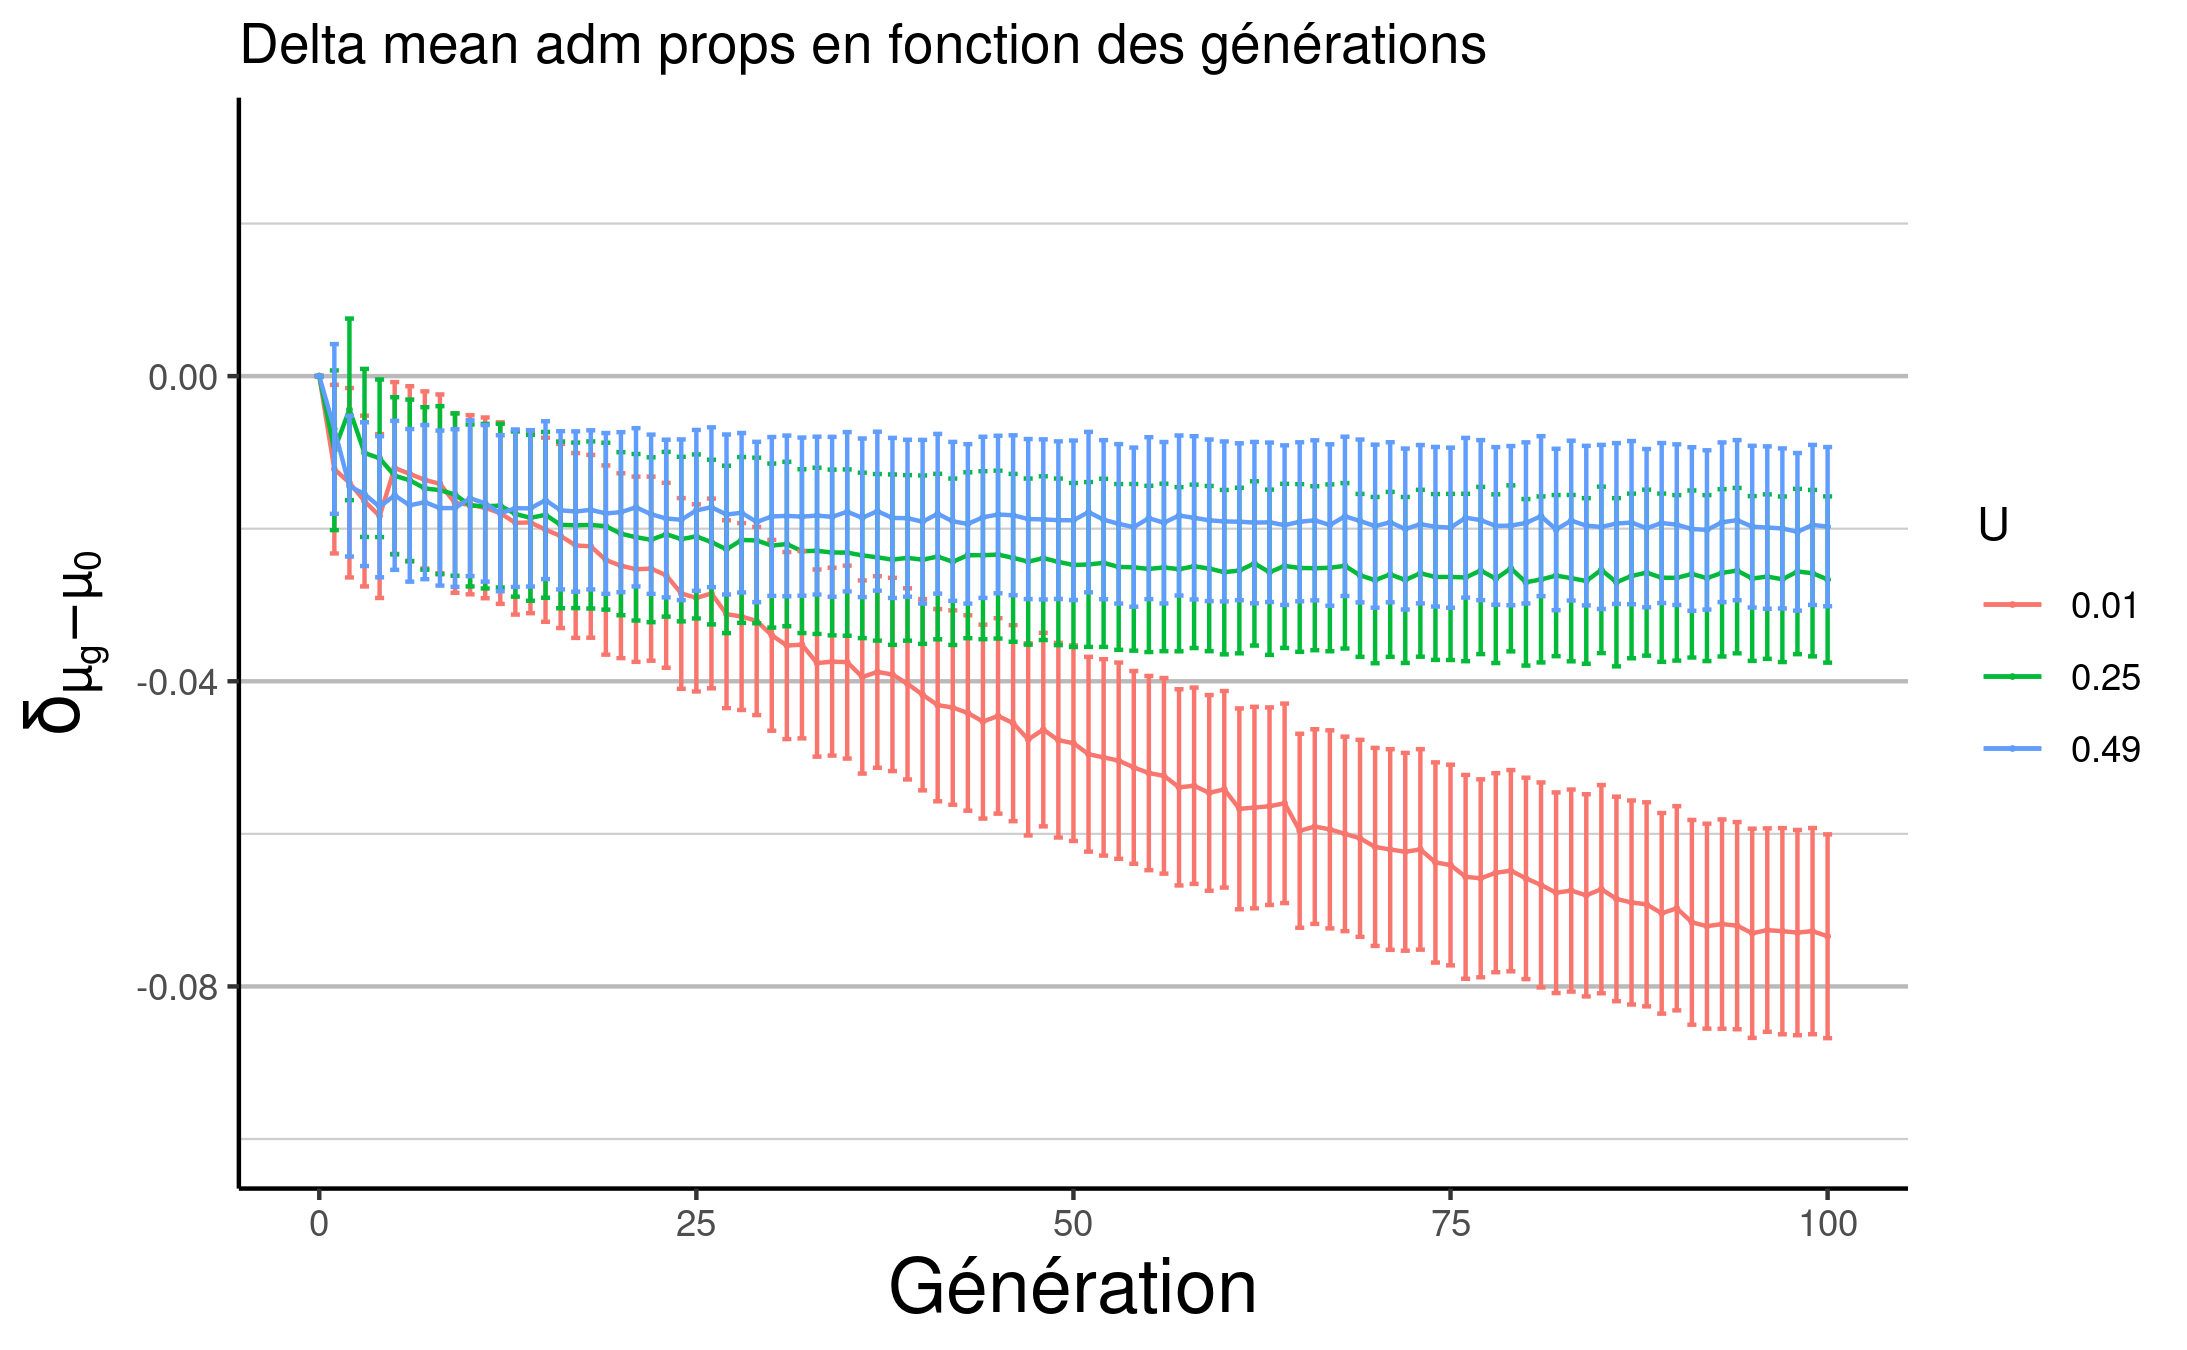 Delta mean adm props en fonction des générations
δμg−μ0
0.00
-0.04
-0.08
0
25
50
75
100
Génération
U
0.01
0.25
0.49